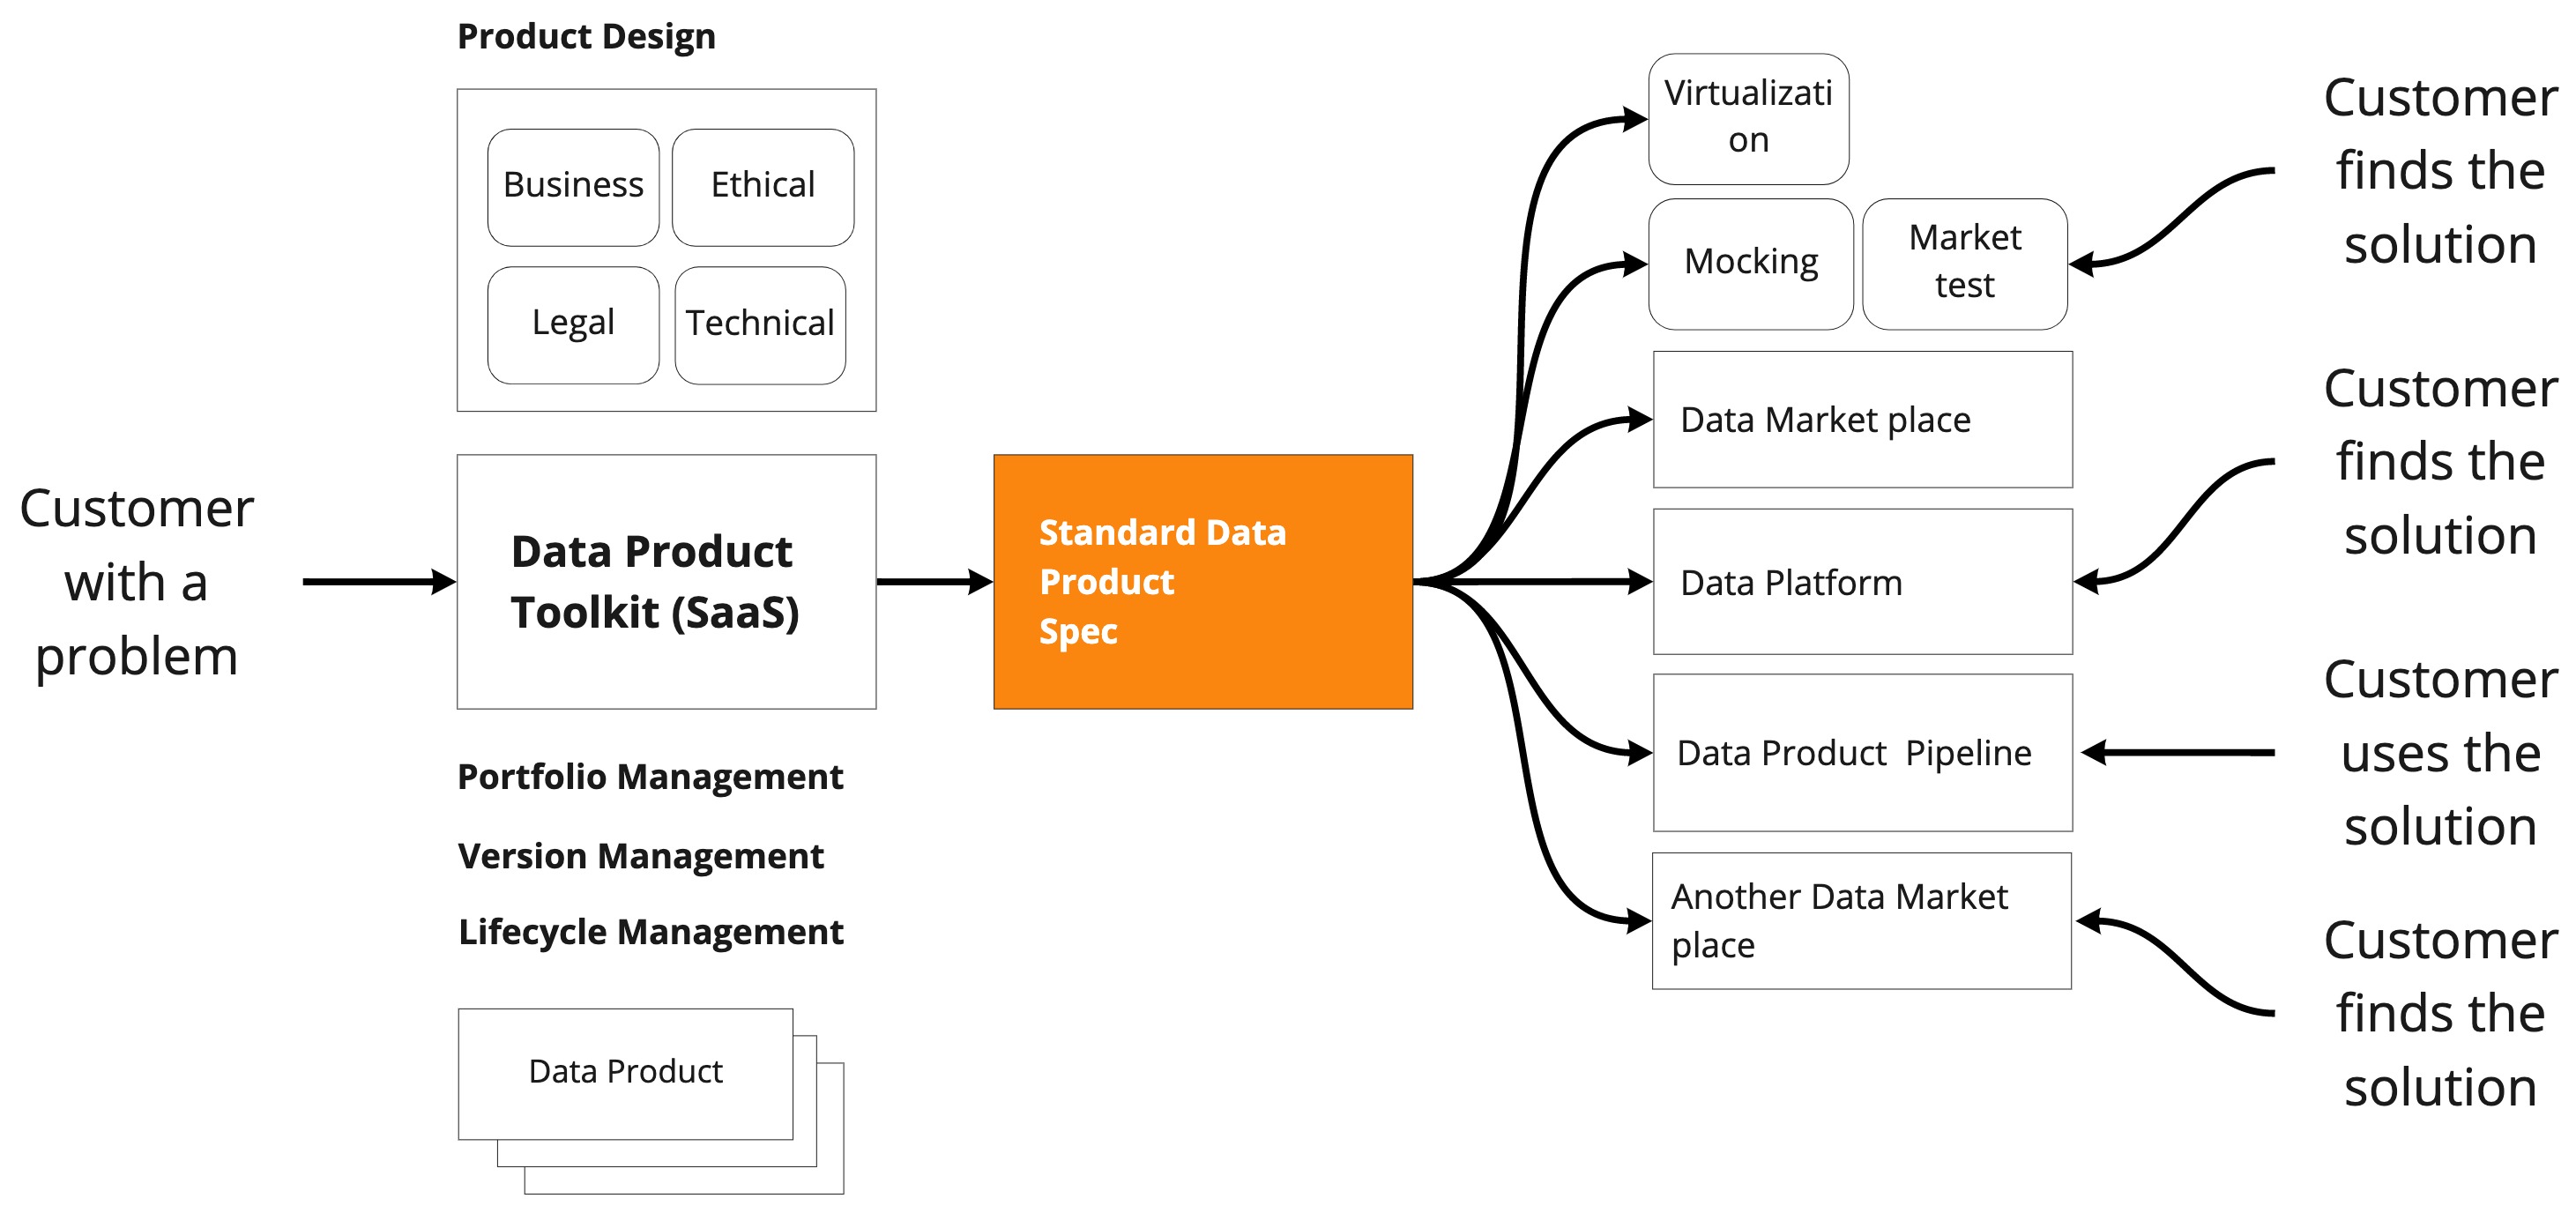 Product Design
Business
Ethical
Legal
Technical
Customer
with a
problem
Data Product
Toolkit (SaaS)
Portfolio Management
Version Management
Lifecycle Management
Data Product
Standard Data
Product
Spec
Virtualizati
on
Mocking
Market
test
Data Market place
Data Platform
Data Product  Pipeline
Another Data Market
place
Customer
finds the
solution
Customer
finds the
solution
Customer
uses the
solution
Customer
finds the
solution